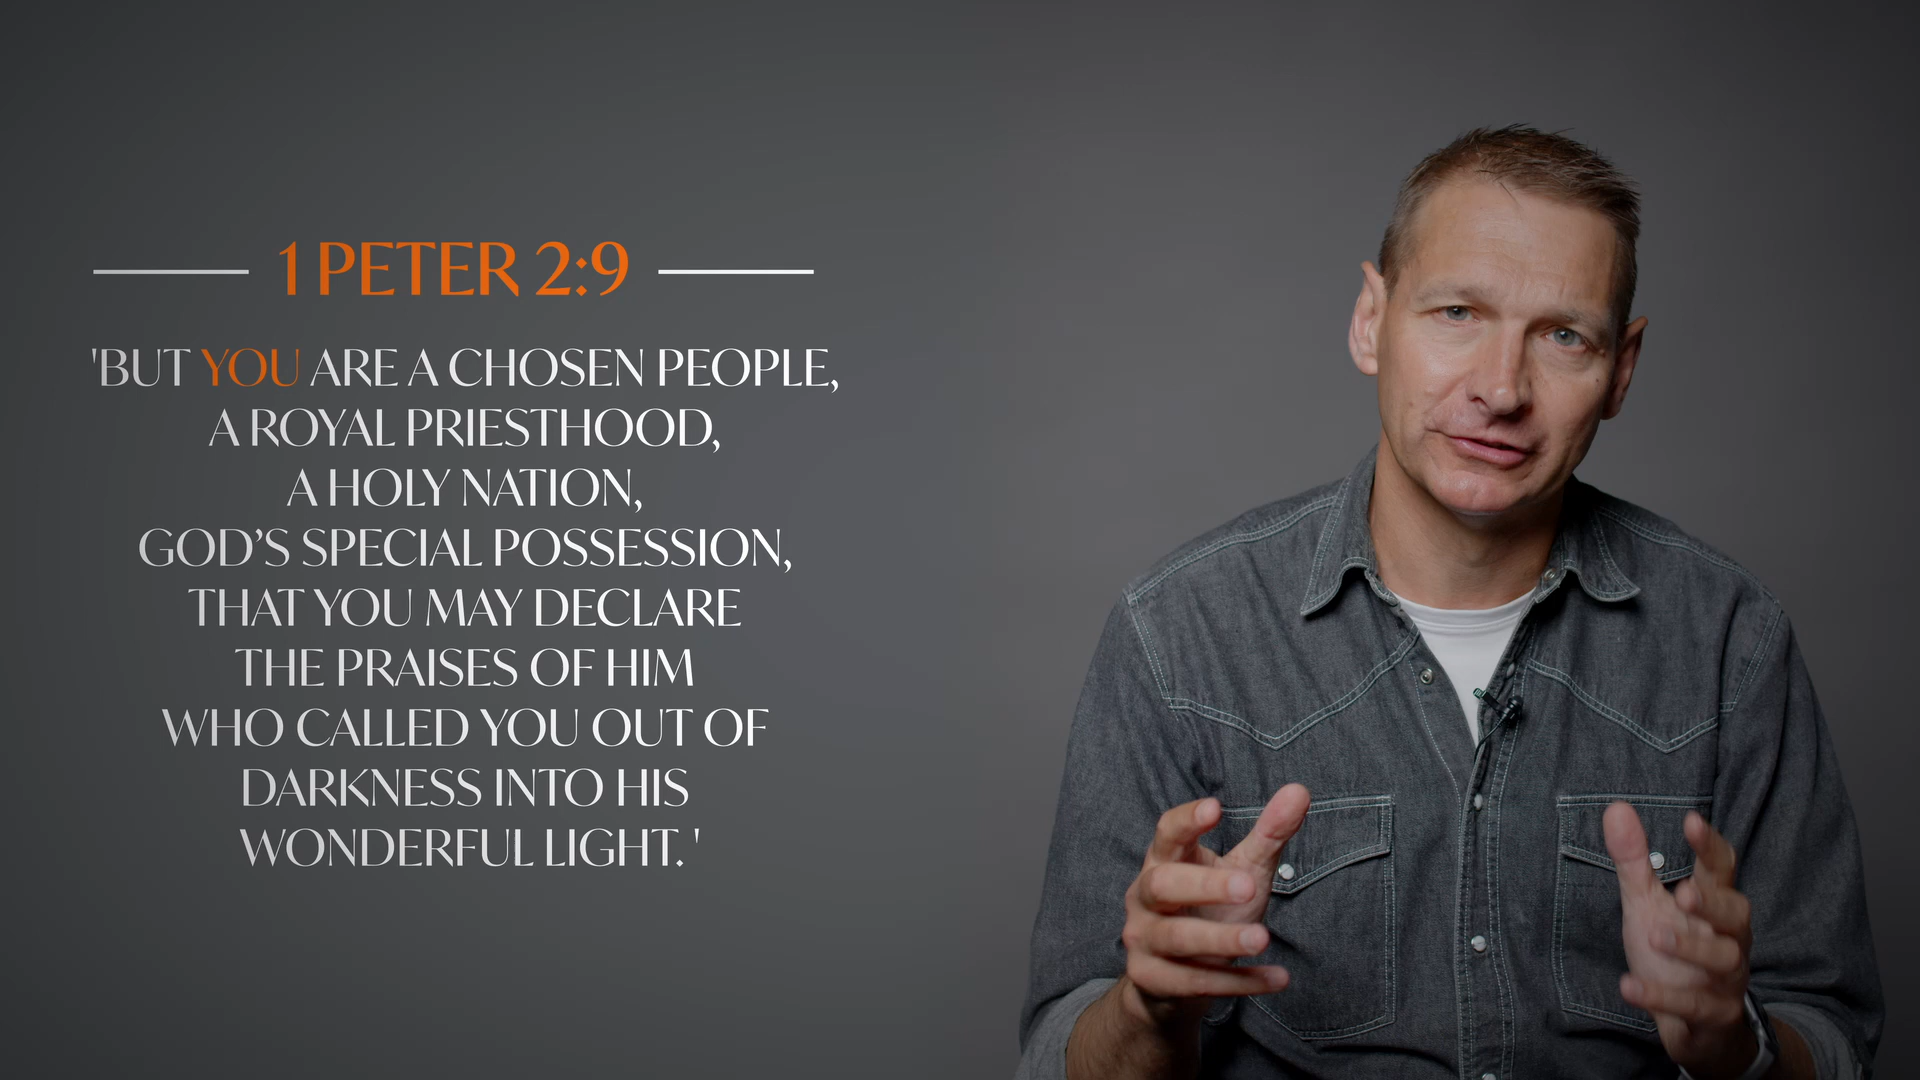 1 PETER 2:9
'BUT YOU ARE A CHOSEN PEOPLE,
A ROYAL PRIESTHOOD,
A HOLY NATION,
GOD’S SPECIAL POSSESSION,
THAT YOU MAY DECLARE
THE PRAISES OF HIM
WHO CALLED YOU OUT OF
DARKNESS INTO HIS
WONDERFUL LIGHT. '